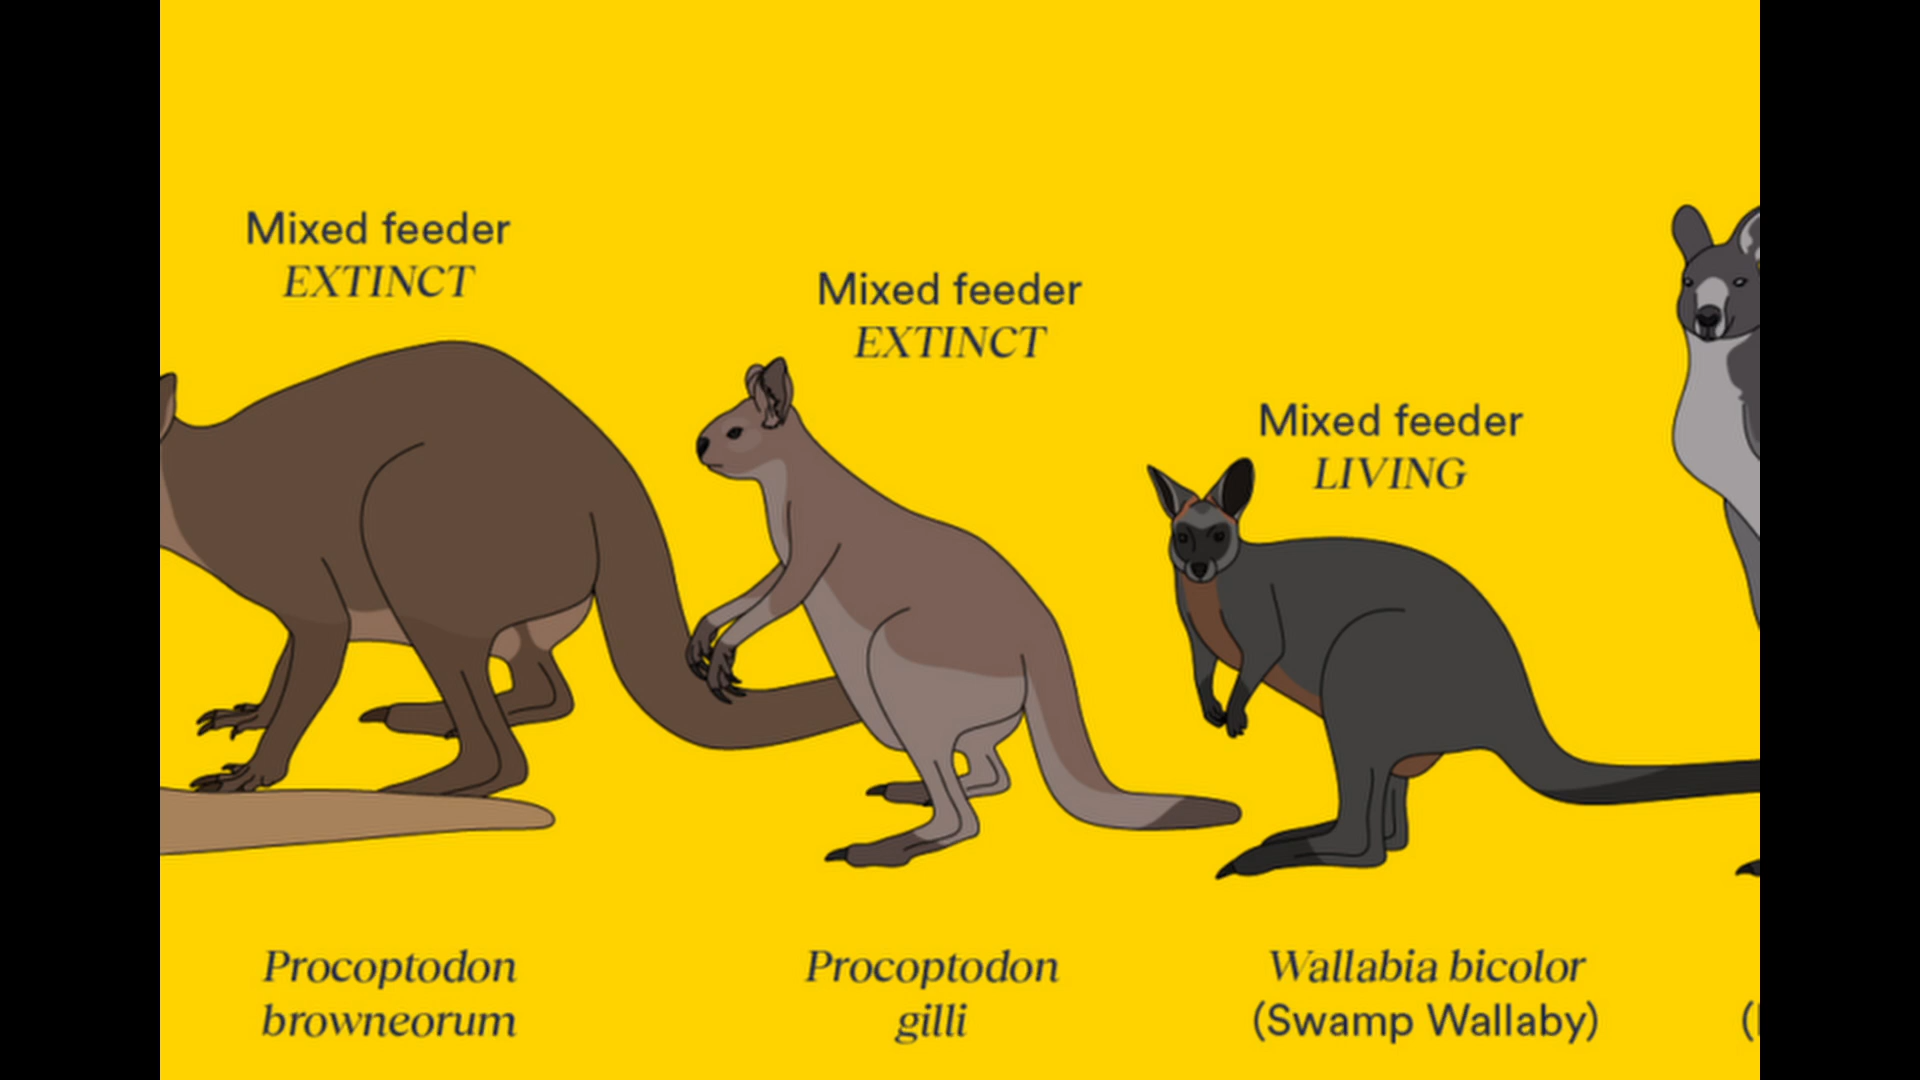 Mixed feeder
EXTINCT
Mixed feeder
EXTINCT
Mixed feeder
LIVING
Procoptodon
browneorum
Procoptodon
gilli
Wallabia bicolor
(Swamp Wallaby)
(